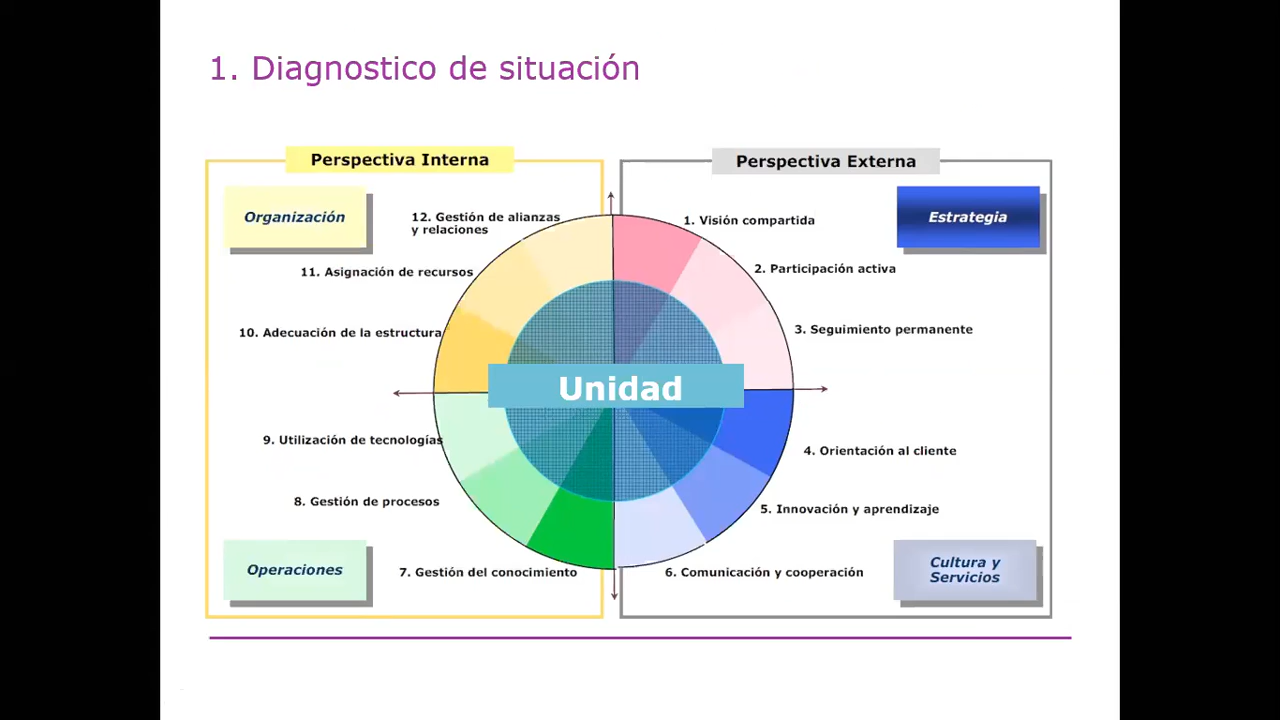 1. Diagnostico de situación
Perspectiva Interna
Perspectiva Externa
Organización
Estrategia
12. Gestión de alianzas
y relaciones
1. Visión compartida
11. Asignación de recursos
2. Participación activa
10. Adecuación de la estructura
3. Seguimiento permanente
Unidad
9. Utilización de tecnologías
4. Orientación al cliente
8. Gestión de procesos
5. Innovación y aprendizaje
Operaciones
7. Gestión del conocimiento
6. Comunicación y cooperación
Cultura y
Servicios